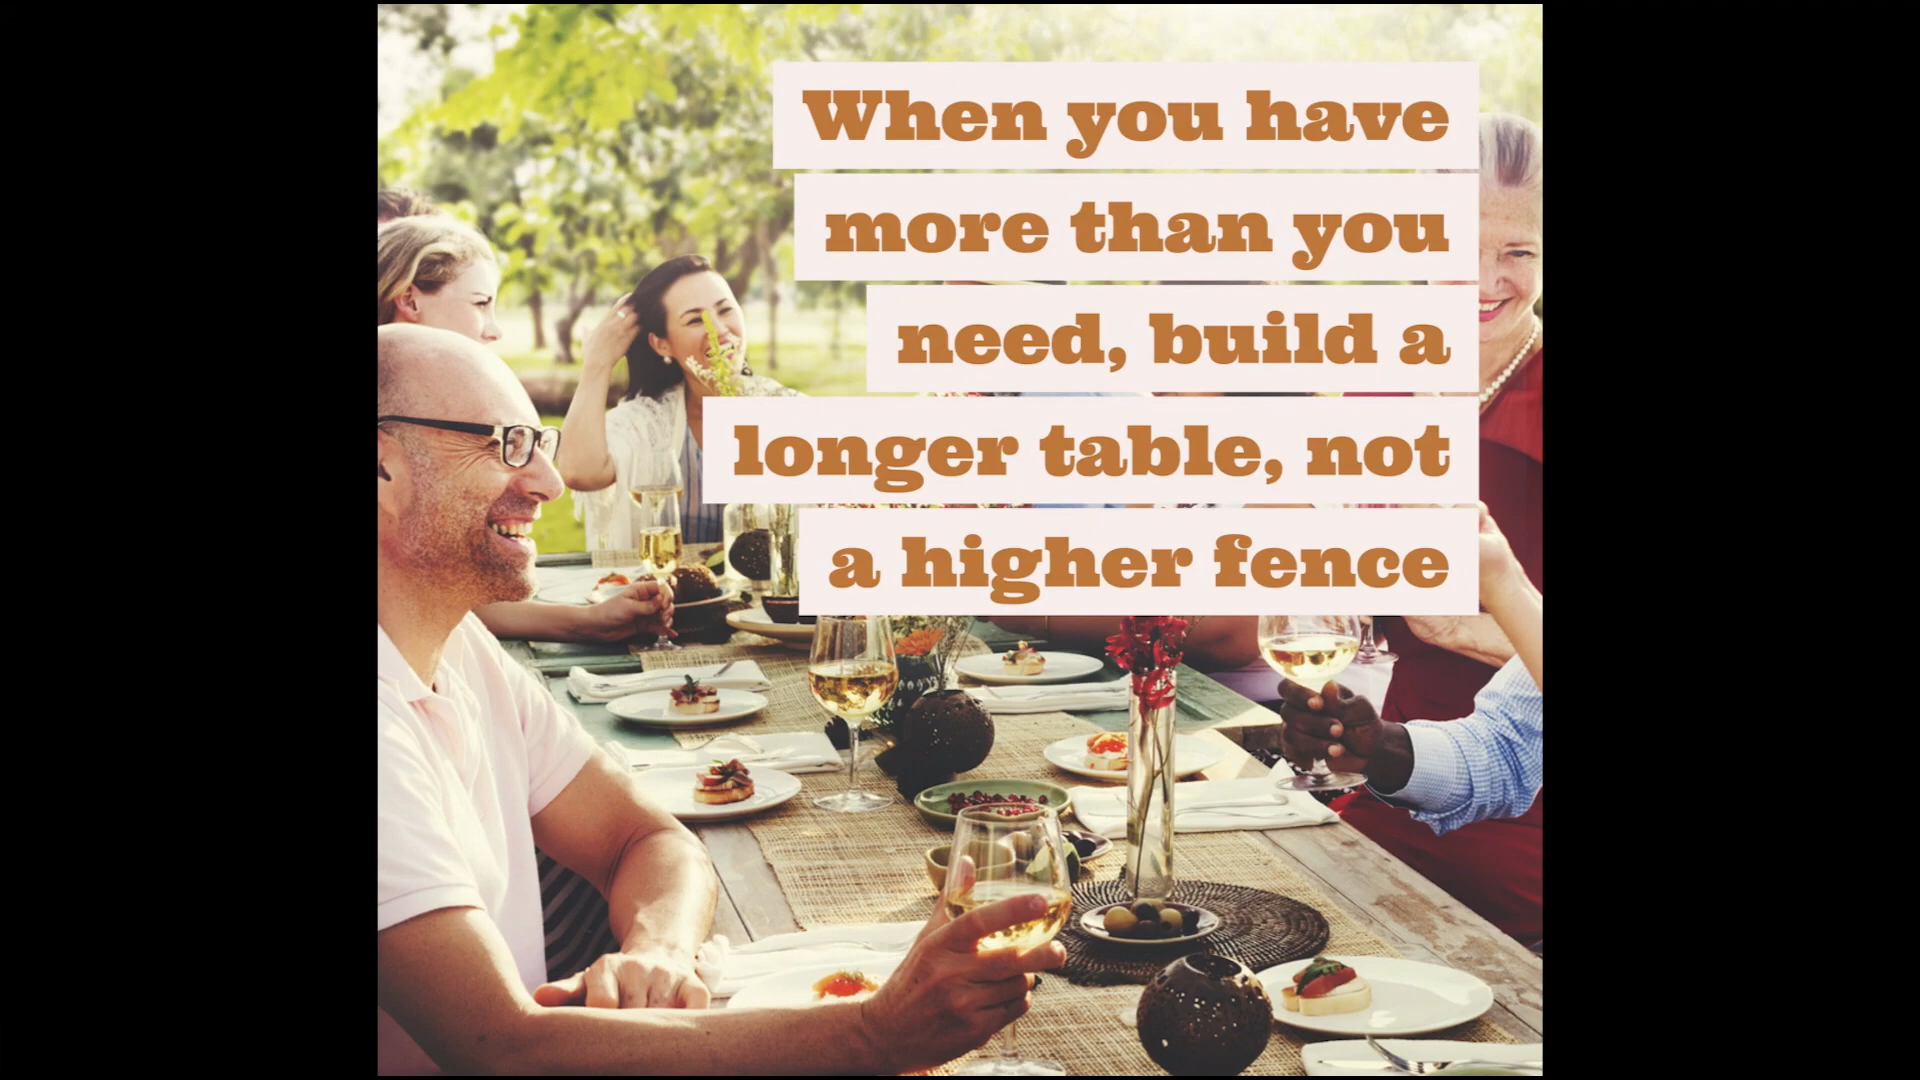 When you have
more than you
need, build a
longer table, not
a higher fence